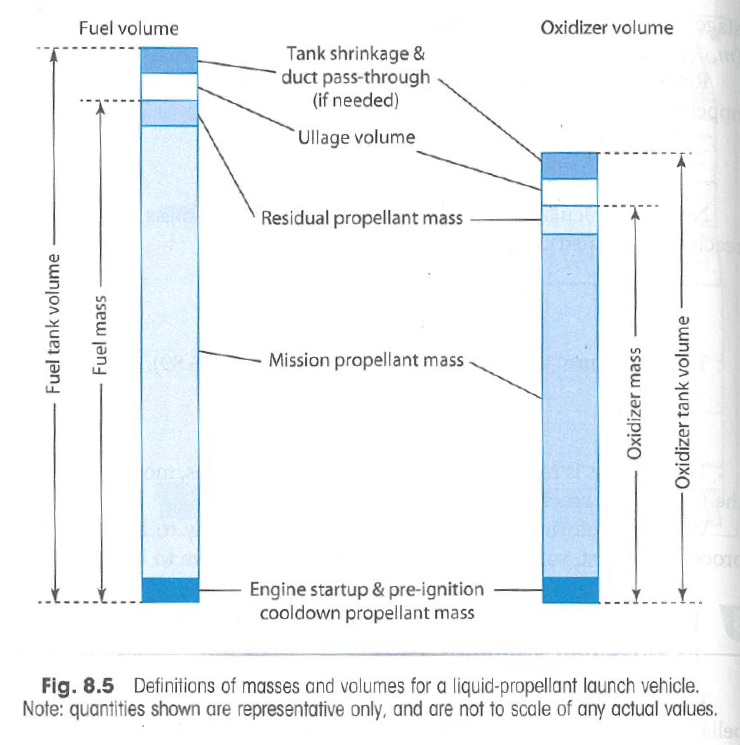 Fuel volume
Oxidizer volume
Tank shrinkage &
duct pass-through
(if needed)
Ullage volume
Residual propellant mass
Fuel tank volume
Fuel mass
Mission propellant mass
Oxidizer mass
Oxidizer tank volume
Engine startup & pre-ignition
cooldown propellant mass
Fig. 8.5 Definitions of masses and volumes for a liquid-propellant launch vehicle.
Note: quantities shown are representative only, and are not to scale of any actual values.